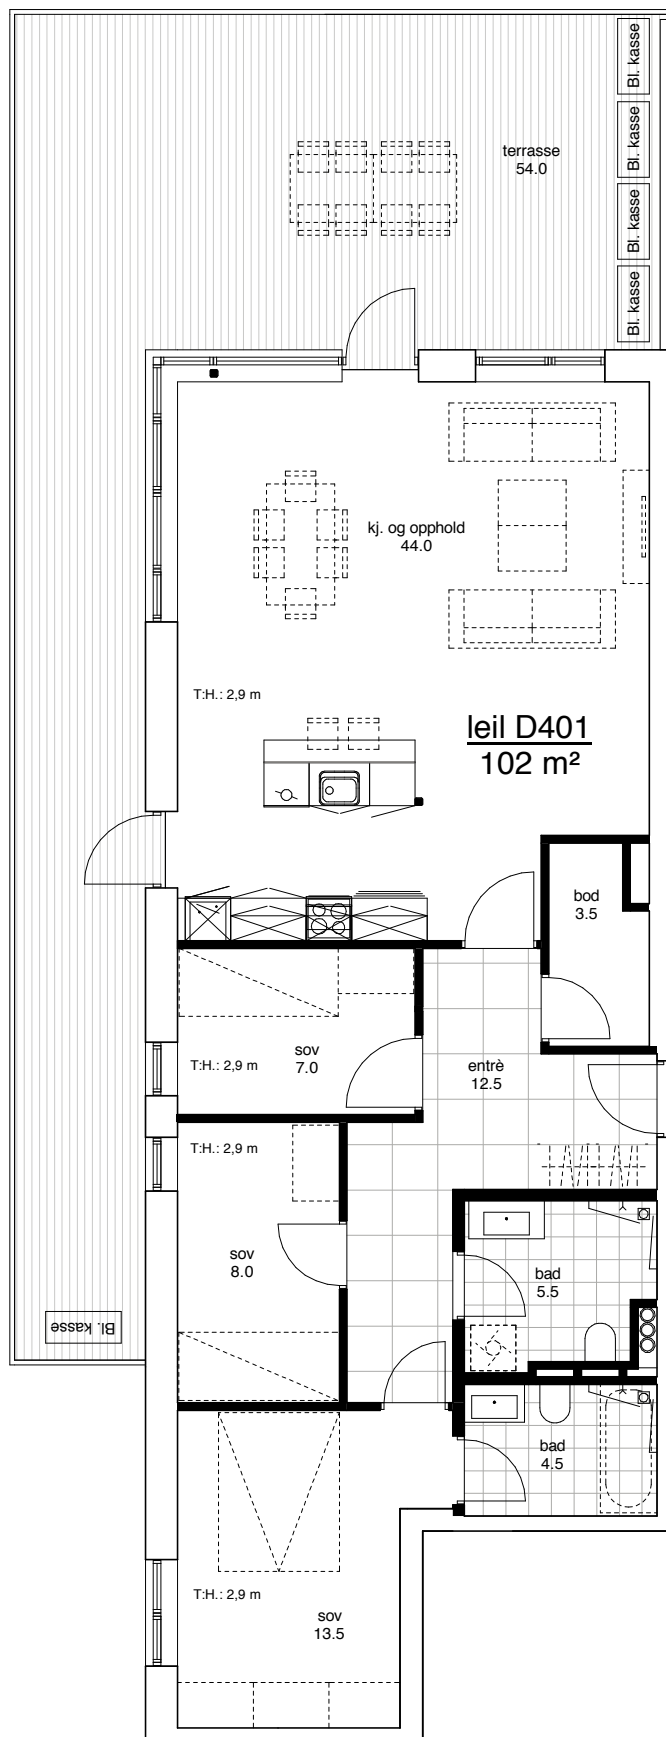 Bl. kasse
Bl. kasse
Bl. kasse
Bl. kasse
terrasse
54.0
kj. og opphold
44.0
T:H.: 2,9 m
leil D401
102 m²
bod
3.5
sov
7.0
T:H.: 2,9 m
entrè
12.5
T:H.: 2,9 m
sov
8.0
bad
5.5
Bl. kasse
bad
4.5
T:H.: 2,9 m
sov
13.5